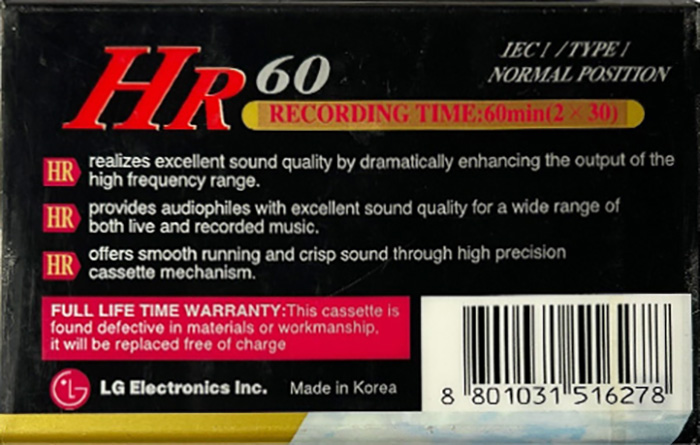 HR 60
IEC I / TYPE I
NORMAL POSITION
RECORDING TIME:60min(2 × 30)
HR realizes excellent sound quality by dramatically enhancing the output of the
high frequency range.
HR provides audiophiles with excellent sound quality for a wide range of
both live and recorded music.
HR offers smooth running and crisp sound through high precision
cassette mechanism.
FULL LIFE TIME WARRANTY:This cassette is
found defective in materials or workmanship,
it will be replaced free of charge
LG Electronics Inc. Made in Korea
8 801031 516278